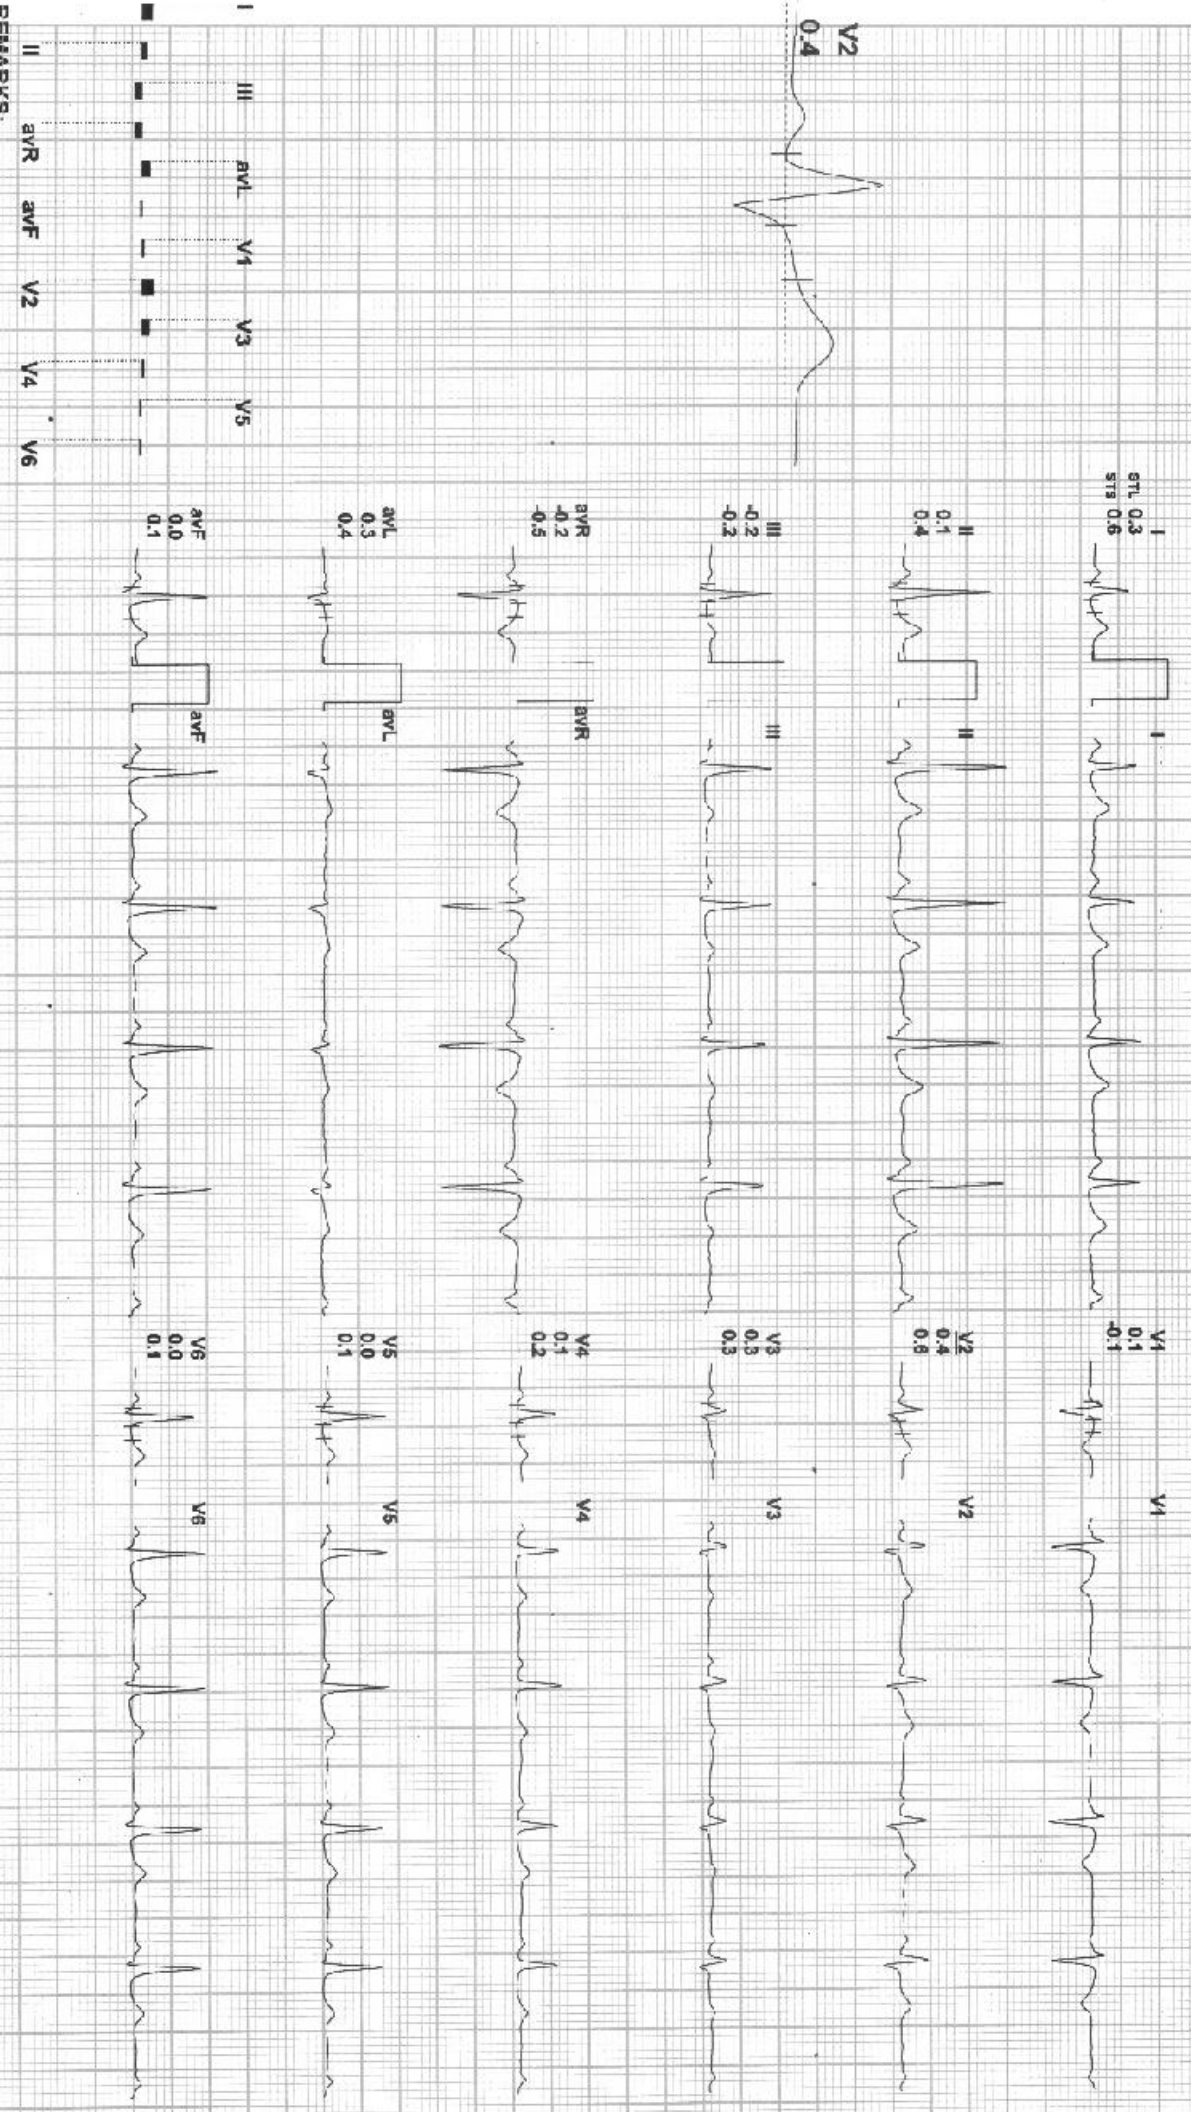 V2
0.4
I
III
avL
V1
V3
V5
II
avR
avF
V2
V4
V6
REMARKS:
I
STL 0.3
STS 0.6
I
II
0.1
0.4
II
III
-0.2
-0.2
III
avR
-0.2
-0.5
avR
avL
0.3
0.4
avL
avF
0.0
0.1
avF
V1
0.1
-0.1
V1
V2
0.4
0.6
V2
V3
0.3
0.3
V3
V4
0.1
0.2
V4
V5
0.0
0.1
V5
V6
0.0
0.1
V6